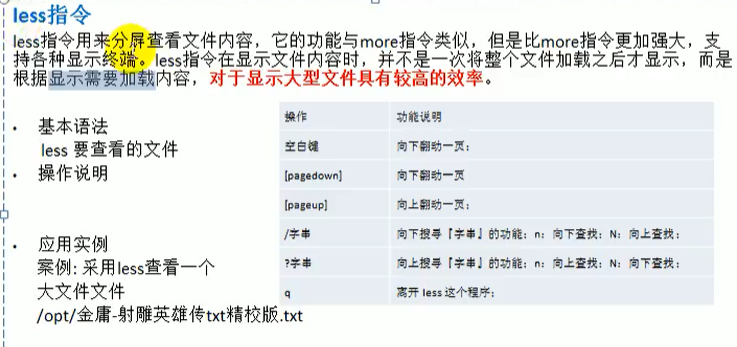 less指令
less指令用来分屏查看文件内容，它的功能与more指令类似，但是比more指令更加强大，支
持各种显示终端。less指令在显示文件内容时，并不是一次将整个文件加载之后才显示，而是
根据显示需要加载内容，对于显示大型文件具有较高的效率。
• 基本语法
less 要查看的文件
• 操作说明
操作 功能说明
空白键 向下翻动一页；
[pagedown] 向下翻动一页
[pageup] 向上翻动一页；
/字串 向下搜寻『字串』的功能；n：向下查找；N：向上查找；
?字串 向上搜寻『字串』的功能；n：向上查找；N：向下查找；
q 离开 less 这个程序；
• 应用实例
案例: 采用less查看一个
大文件文件
/opt/金庸-射雕英雄传txt精校版.txt